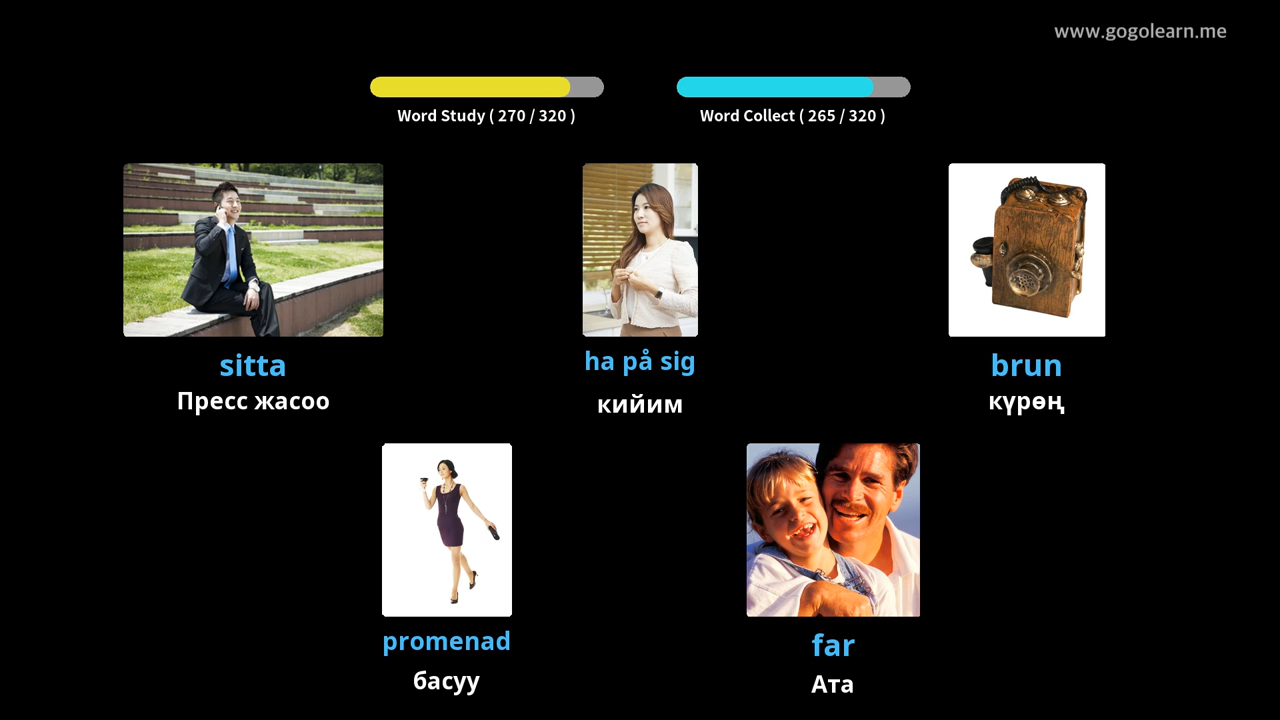 www.gogolearn.me
Word Study ( 270 / 320 )
Word Collect ( 265 / 320 )
sitta
Пресс жасоо
ha på sig
кийим
brun
күрөң
promenad
басуу
far
Ата